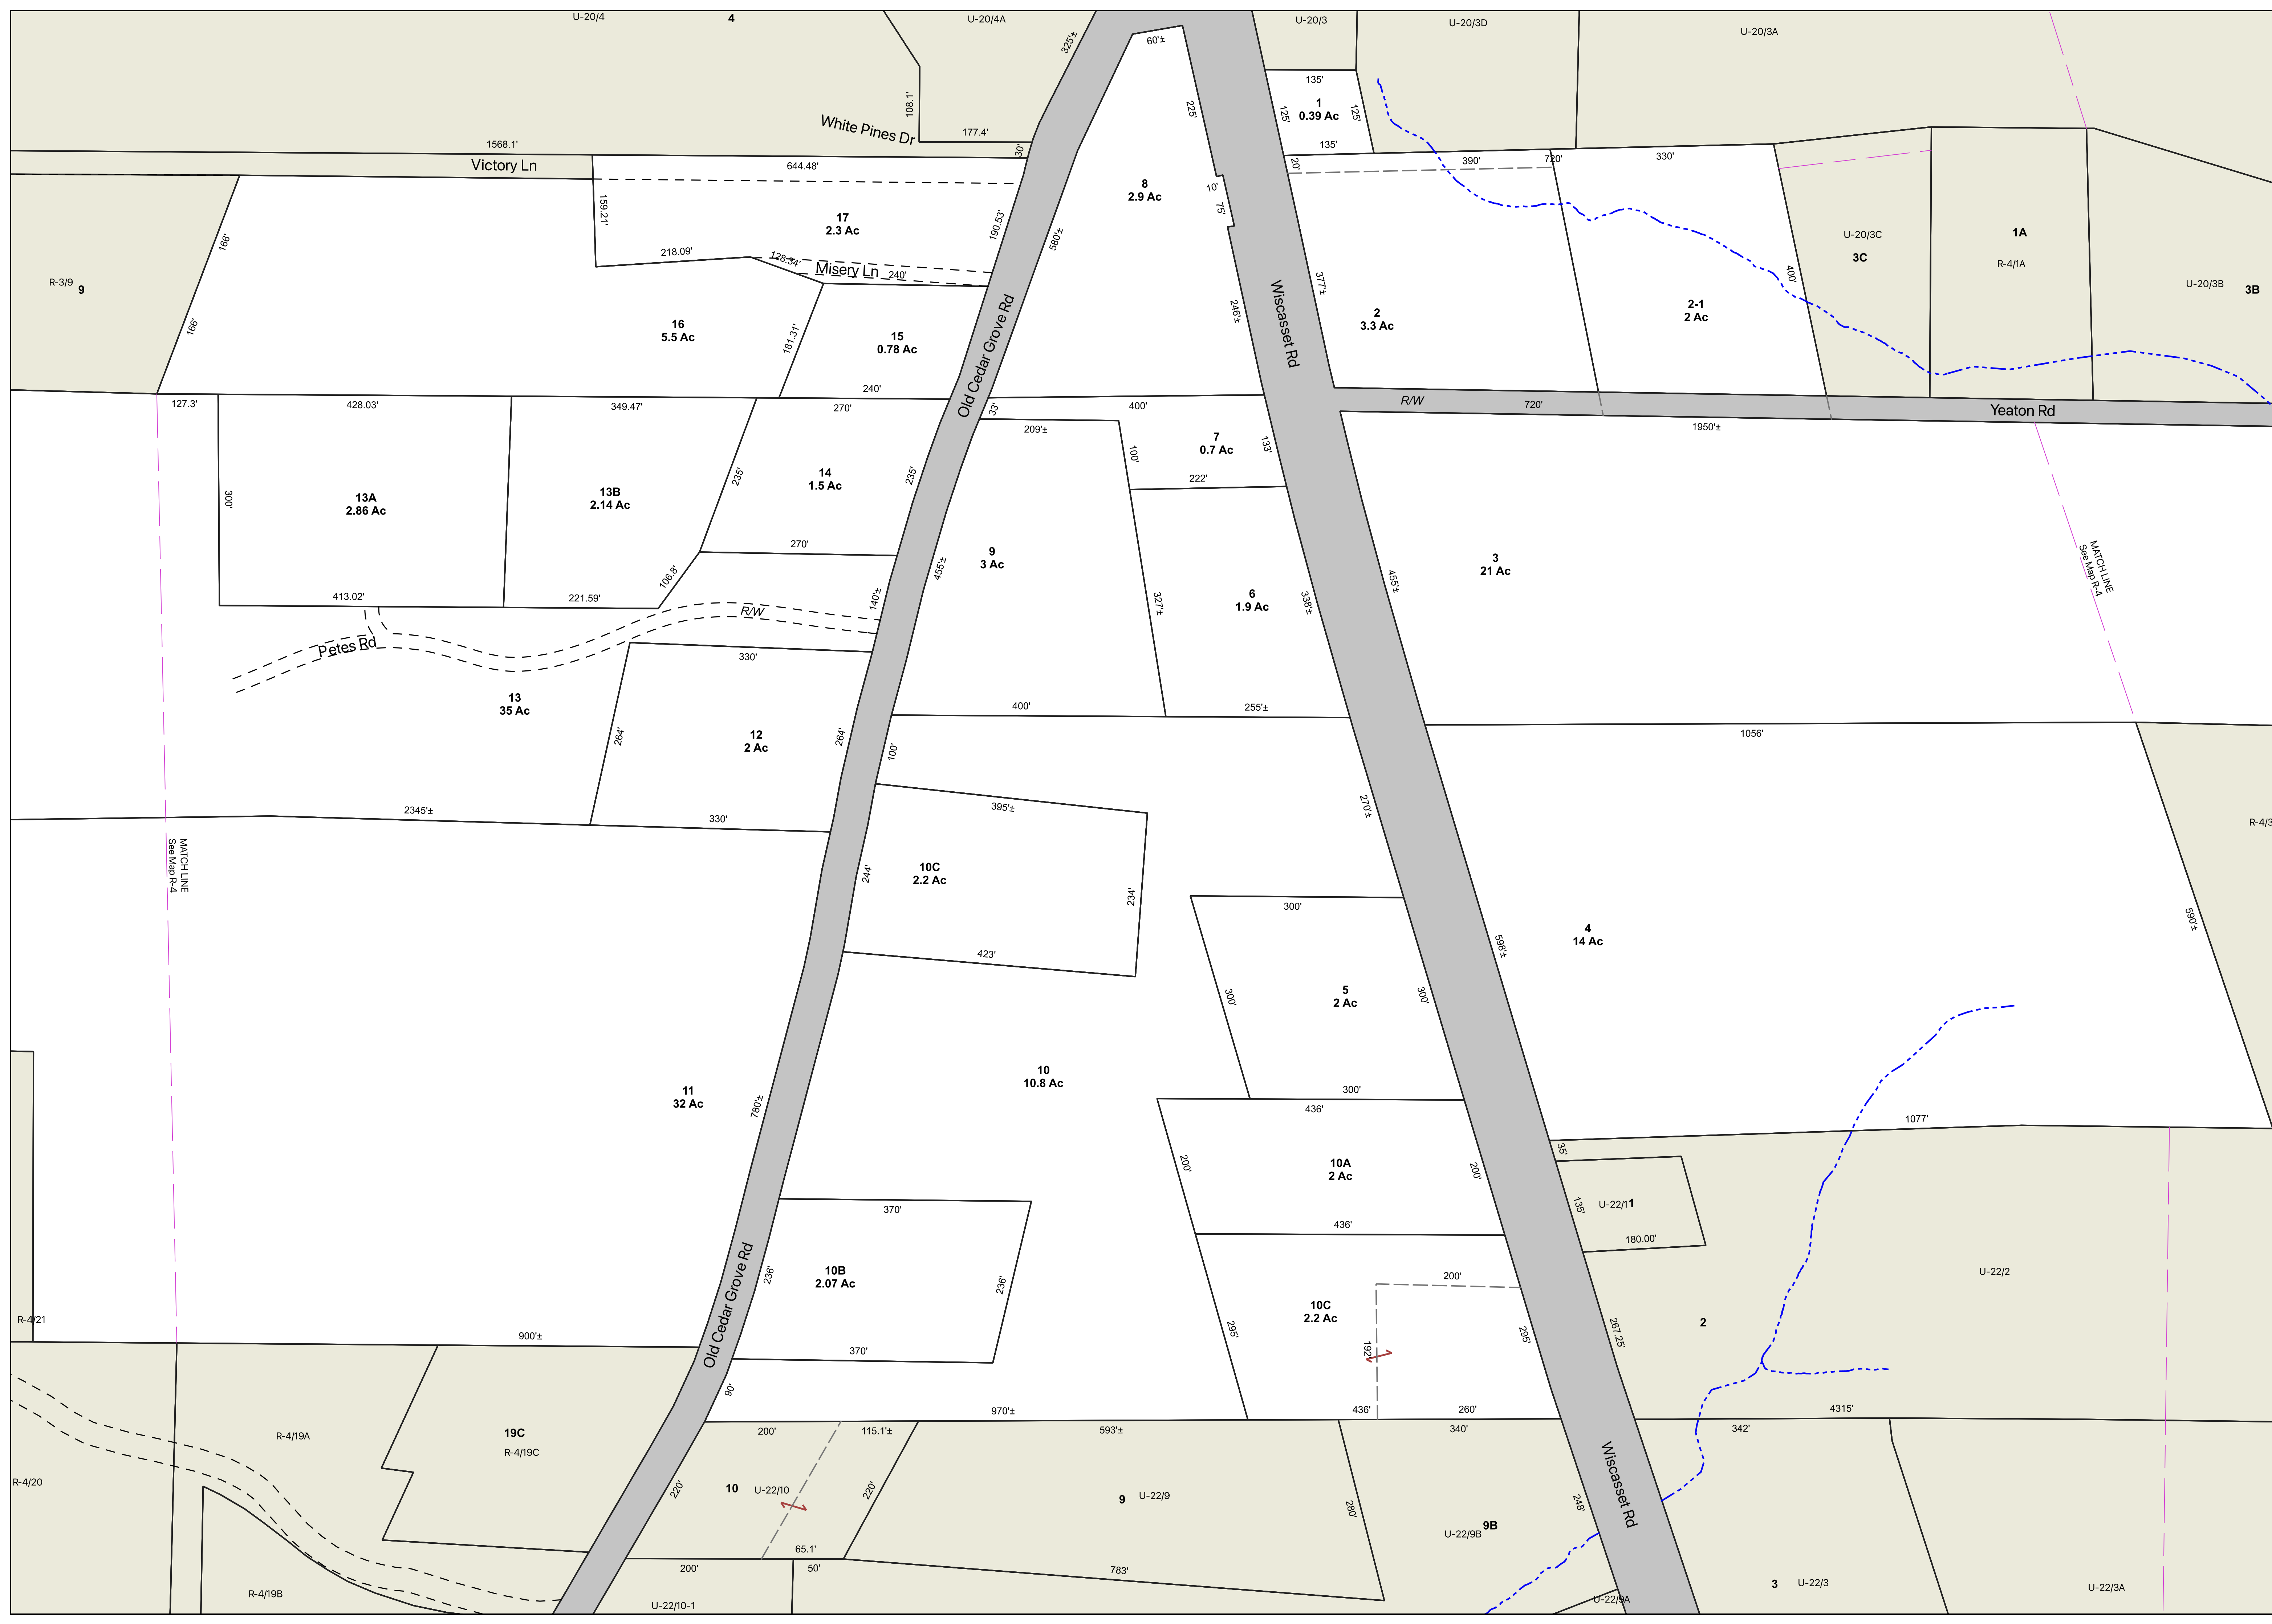 U-20/4
4
U-20/4A
325'±
60'±
U-20/3
U-20/3D
U-20/3A
108.1'
White Pines Dr
177.4'
30'
1568.1'
Victory Ln
644.48'
225'
135'
125'
1
0.39 Ac
125'
135'
20'
390'
720'
330'
8
2.9 Ac
10'
75'
159.21'
17
2.3 Ac
190.53'
218.09'
128.34'
Misery Ln
240'
580'±
166'
166'
R-3/9
9
16
5.5 Ac
181.31'
15
0.78 Ac
240'
Old Cedar Grove Rd
246'±
Wiscasset Rd
377'±
2
3.3 Ac
2-1
2 Ac
400'
U-20/3C
3C
1A
R-4/1A
U-20/3B
3B
127.3'
428.03'
349.47'
270'
33'
400'
R/W
720'
Yeaton Rd
1950'±
209'±
100'
7
0.7 Ac
133'
222'
300'
13A
2.86 Ac
13B
2.14 Ac
235'
14
1.5 Ac
235'
270'
413.02'
221.59'
106.8'
R/W
140'±
455'±
9
3 Ac
327'±
6
1.9 Ac
338'±
455'±
3
21 Ac
MATCH LINE
See Map R-4
Petes Rd
13
35 Ac
330'
264'
12
2 Ac
264'
330'
2345'±
400'
255'±
100'
1056'
395'±
270'±
MATCH LINE
See Map R-4
10C
2.2 Ac
244'
234'
423'
300'
300'
5
2 Ac
300'
300'
598'±
4
14 Ac
590'±
R-4/3
11
32 Ac
780'±
10
10.8 Ac
436'
200'
10A
2 Ac
200'
436'
1077'
35'
135'
U-22/1
1
180.00'
U-22/2
2
370'
10B
2.07 Ac
236'
236'
370'
Old Cedar Grove Rd
90'
200'
10C
2.2 Ac
192'
295'
295'
267.25'
R-4/21
900'±
970'±
436'
260'
4315'
R-4/19A
19C
R-4/19C
R-4/20
R-4/19B
200'
115.1'±
593'±
340'
342'
220'
10
U-22/10
220'
9
U-22/9
280'
9B
U-22/9B
248'
Wiscasset Rd
65.1'
200'
50'
783'
U-22/10-1
U-22/9A
3
U-22/3
U-22/3A